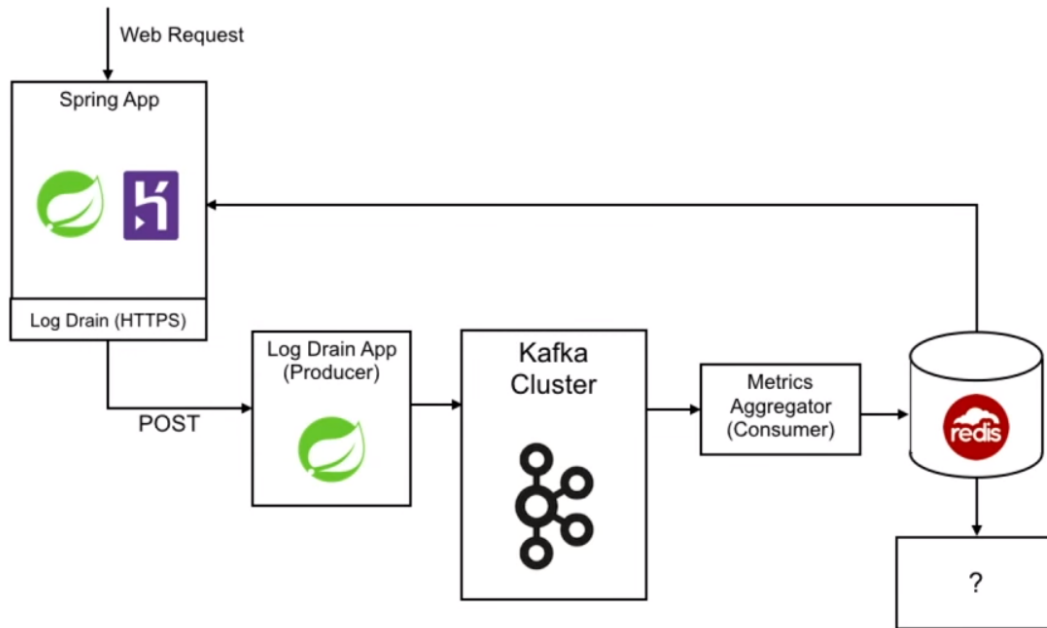 Web Request
Spring App
Log Drain (HTTPS)
POST
Log Drain App
(Producer)
Kafka
Cluster
Metrics
Aggregator
(Consumer)
redis
?